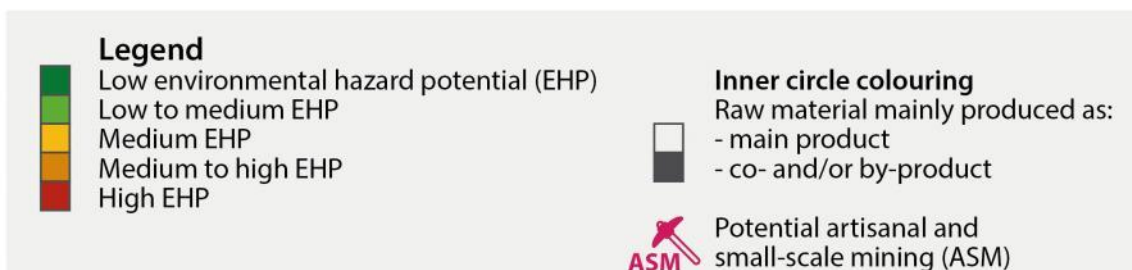 Legend
Low environmental hazard potential (EHP)
Low to medium EHP
Medium EHP
Medium to high EHP
High EHP
Inner circle colouring
Raw material mainly produced as:
- main product
- co- and/or by-product
Potential artisanal and
ASM small-scale mining (ASM)